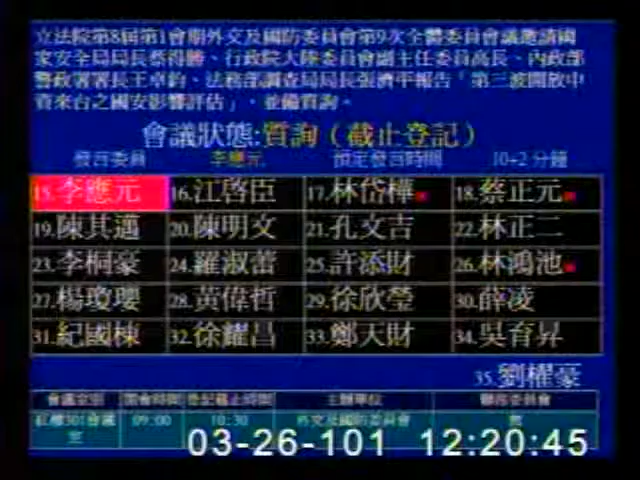 立法院第8屆第1會期外交及國防委員會第9次全體委員會議邀請國
家安全局局長蔡得勝、行政院大陸委員會副主任委員高長、內政部
警政署署長王卓鈞、法務部調查局局長張濟平報告「第三波開放中
資來台之國安影響評估」，並備質詢。
會議狀態:質詢（截止登記）
發言委員 李應元 預定發言時間 10+2 分鐘
15.李應元 16.江啓臣 17.林岱樺 18.蔡正元
19.陳其邁 20.陳明文 21.孔文吉 22.林正二
23.李桐豪 24.羅淑蕾 25.許添財 26.林鴻池
27.楊瓊瓔 28.黃偉哲 29.徐欣瑩 30.薛凌
31.紀國棟 32.徐耀昌 33.鄭天財 34.吳育昇
35.劉櫂豪
會議室別 開會時間 登記截止時間 主辦單位 聯席委員會
紅樓301會議室 09:00 10:30 外交及國防委員會 無
03-26-101 12:20:45